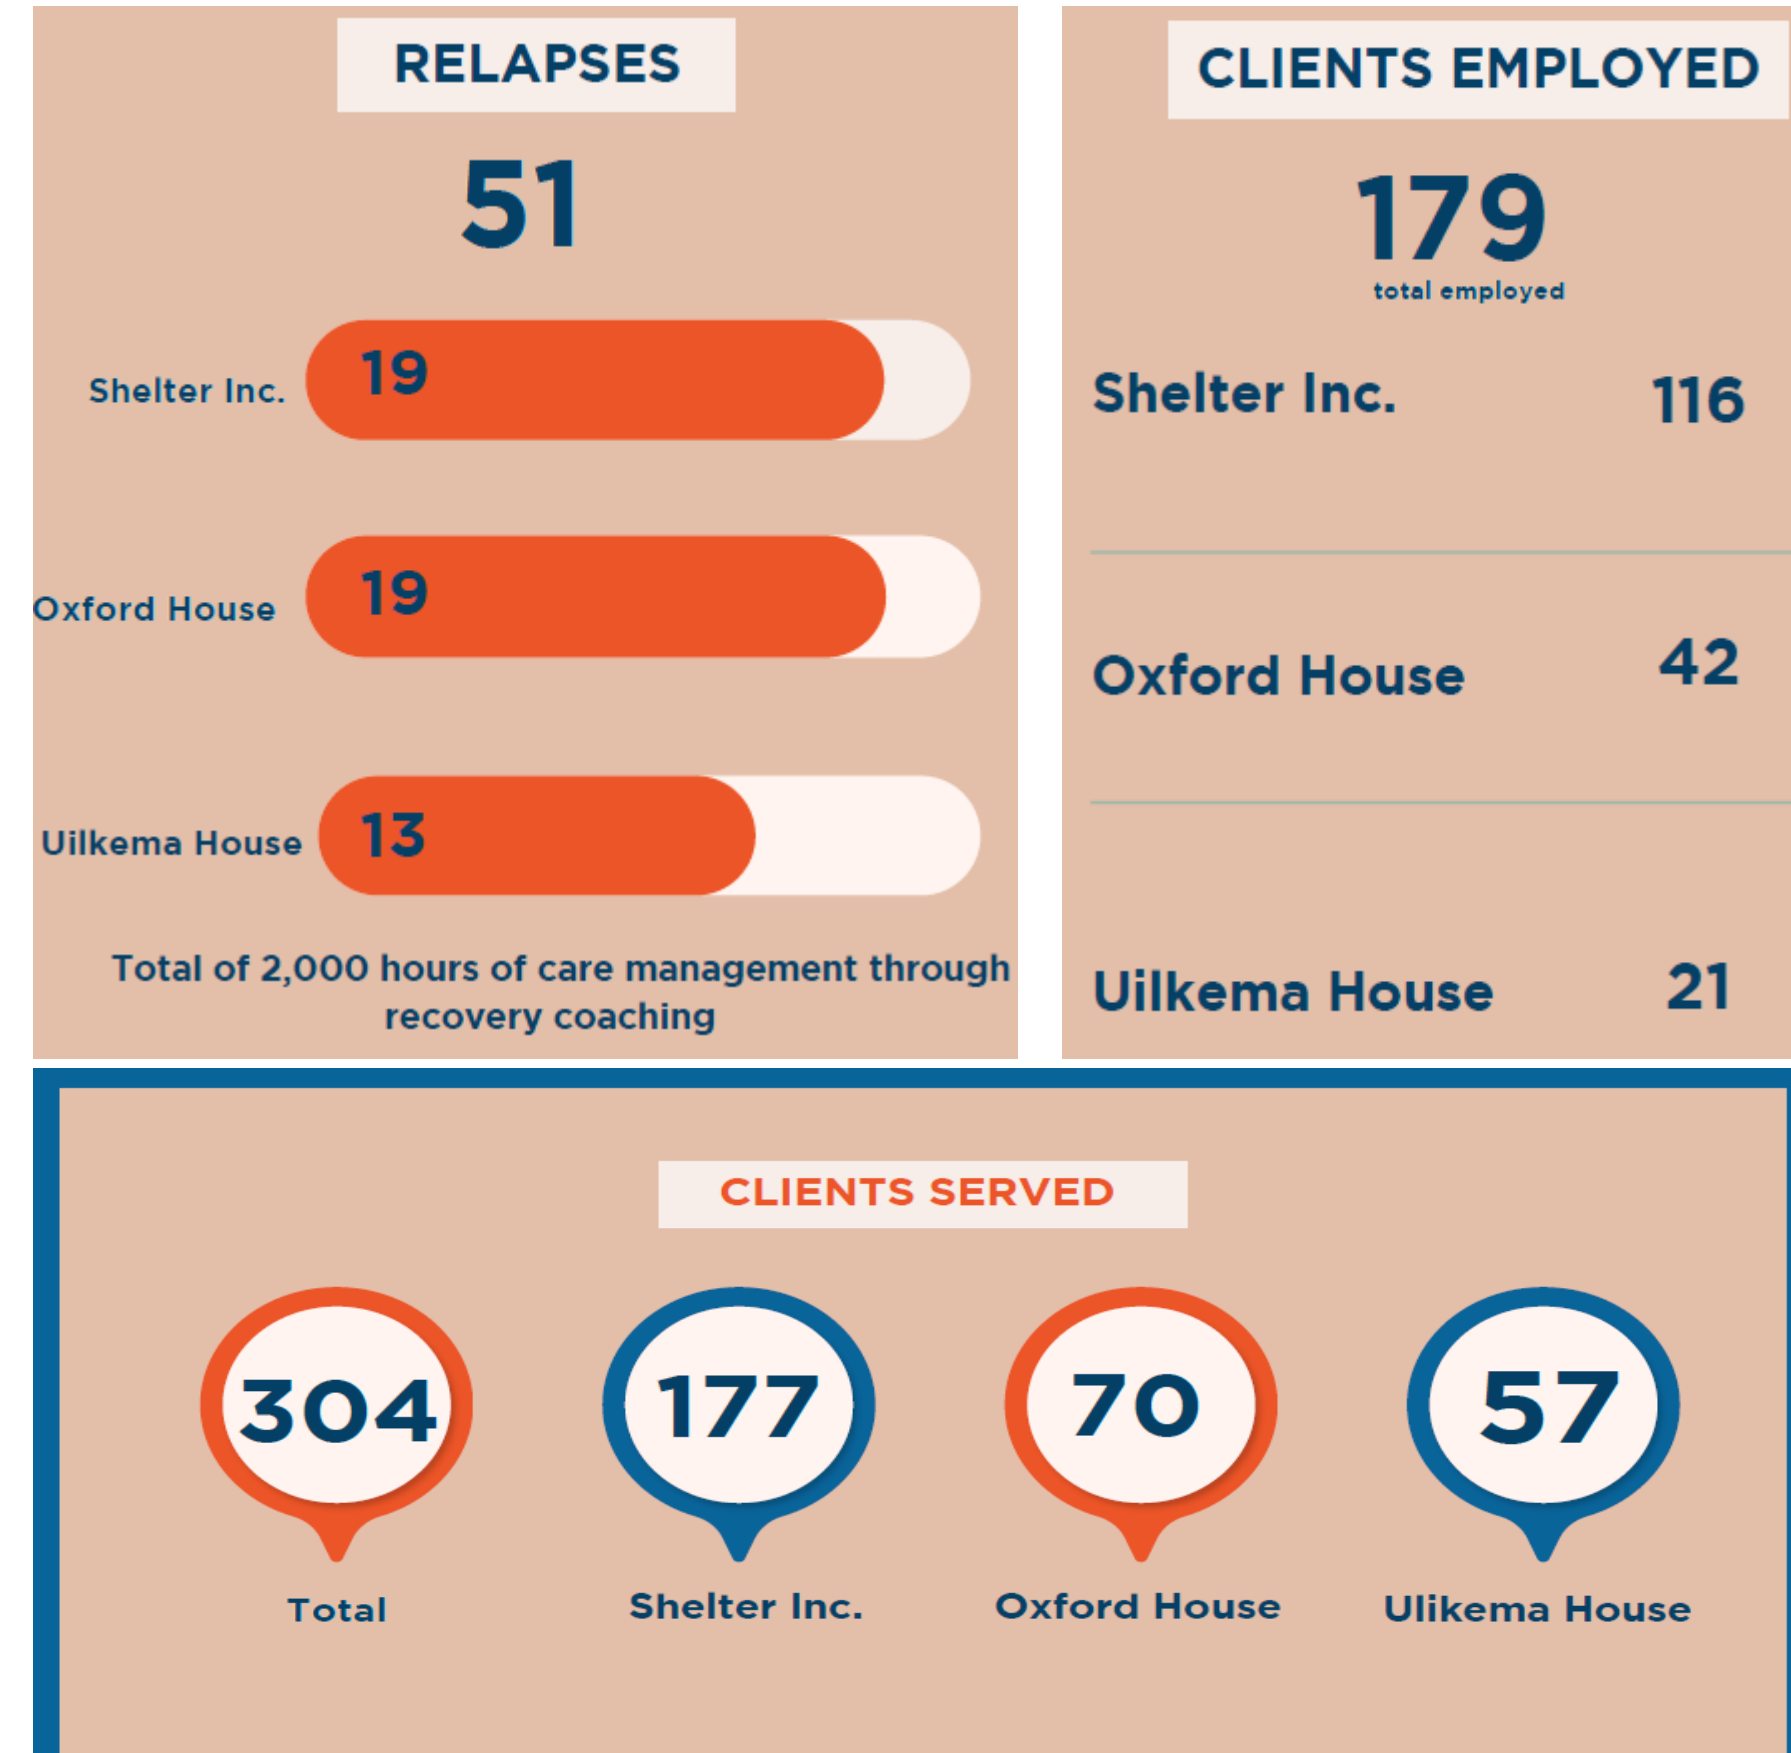 RELAPSES
51
Shelter Inc. 19
Oxford House 19
Uilkema House 13
Total of 2,000 hours of care management through
recovery coaching
CLIENTS EMPLOYED
179
total employed
Shelter Inc. 116
Oxford House 42
Uilkema House 21
CLIENTS SERVED
304 177 70 57
Total Shelter Inc. Oxford House Ulikema House